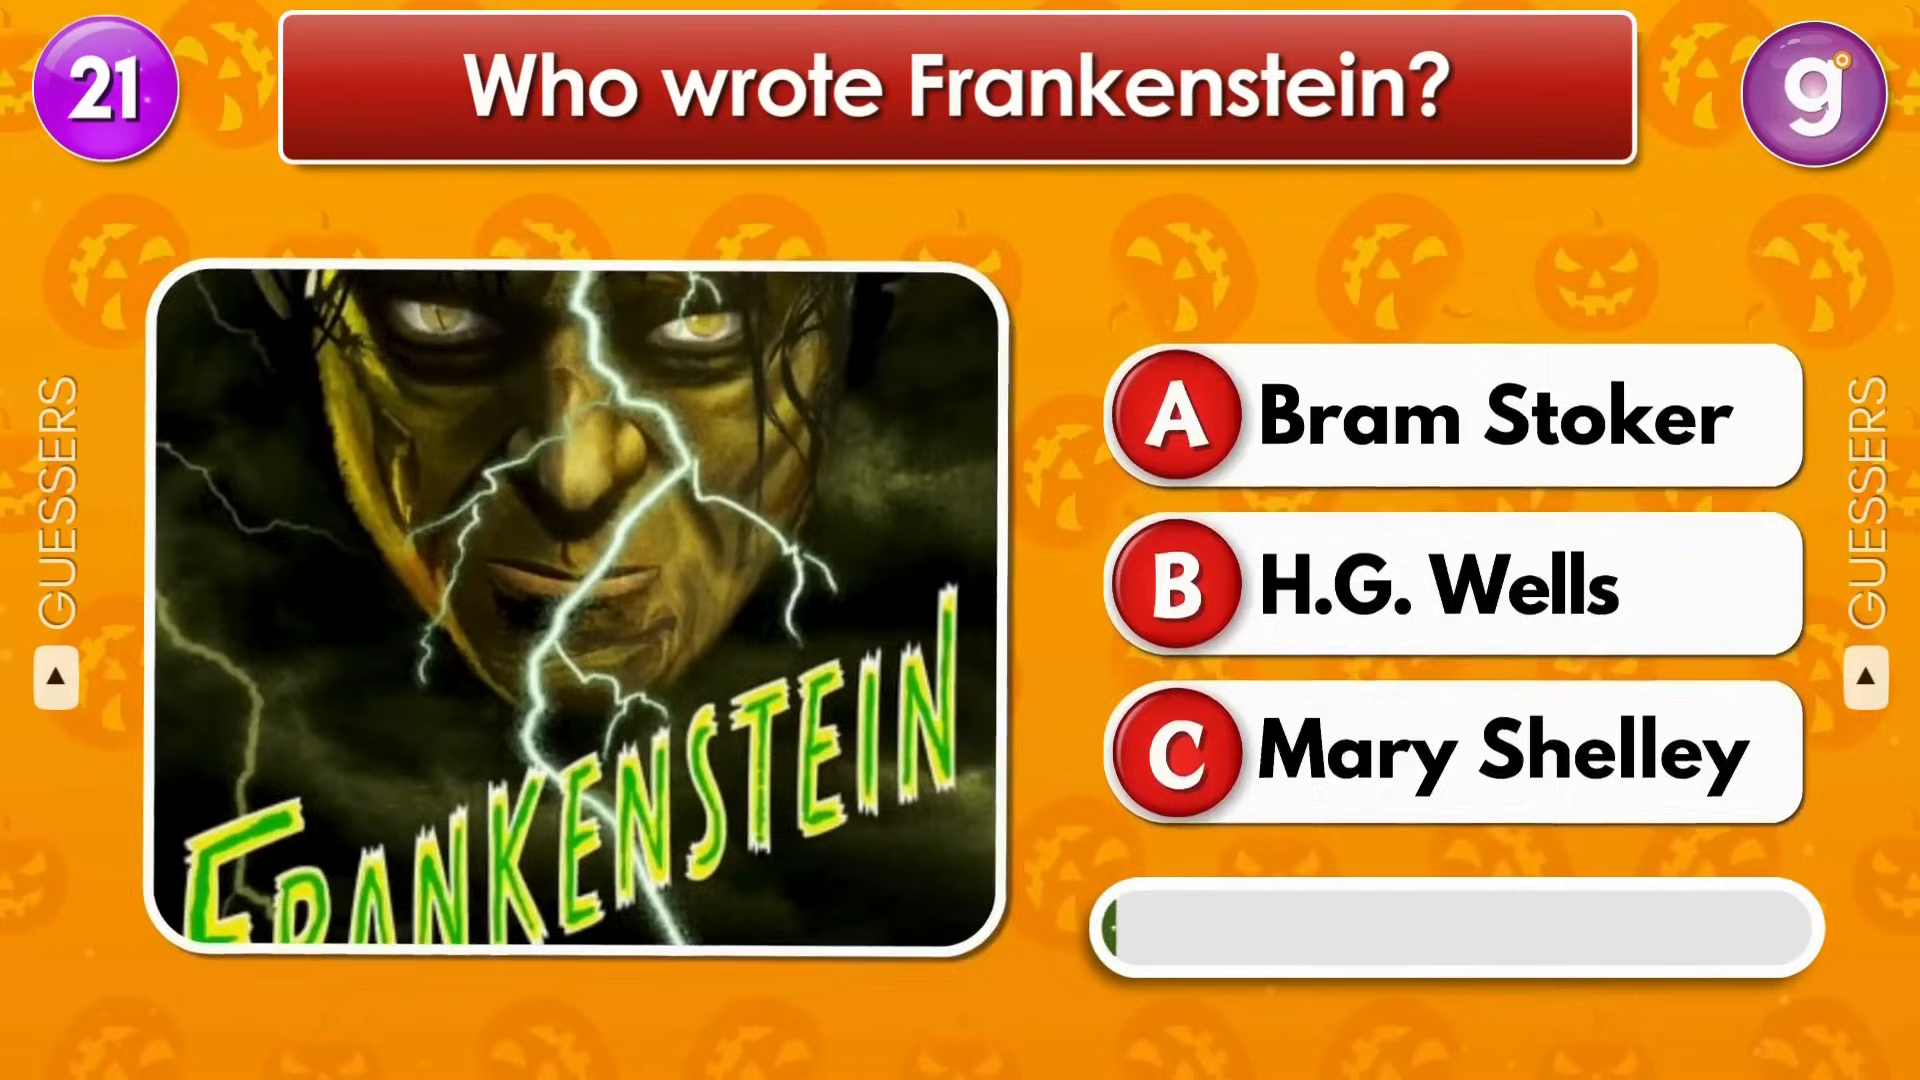 21
Who wrote Frankenstein?
g
GUESSERS
FRANKENSTEIN
A Bram Stoker
B H.G. Wells
C Mary Shelley
GUESSERS